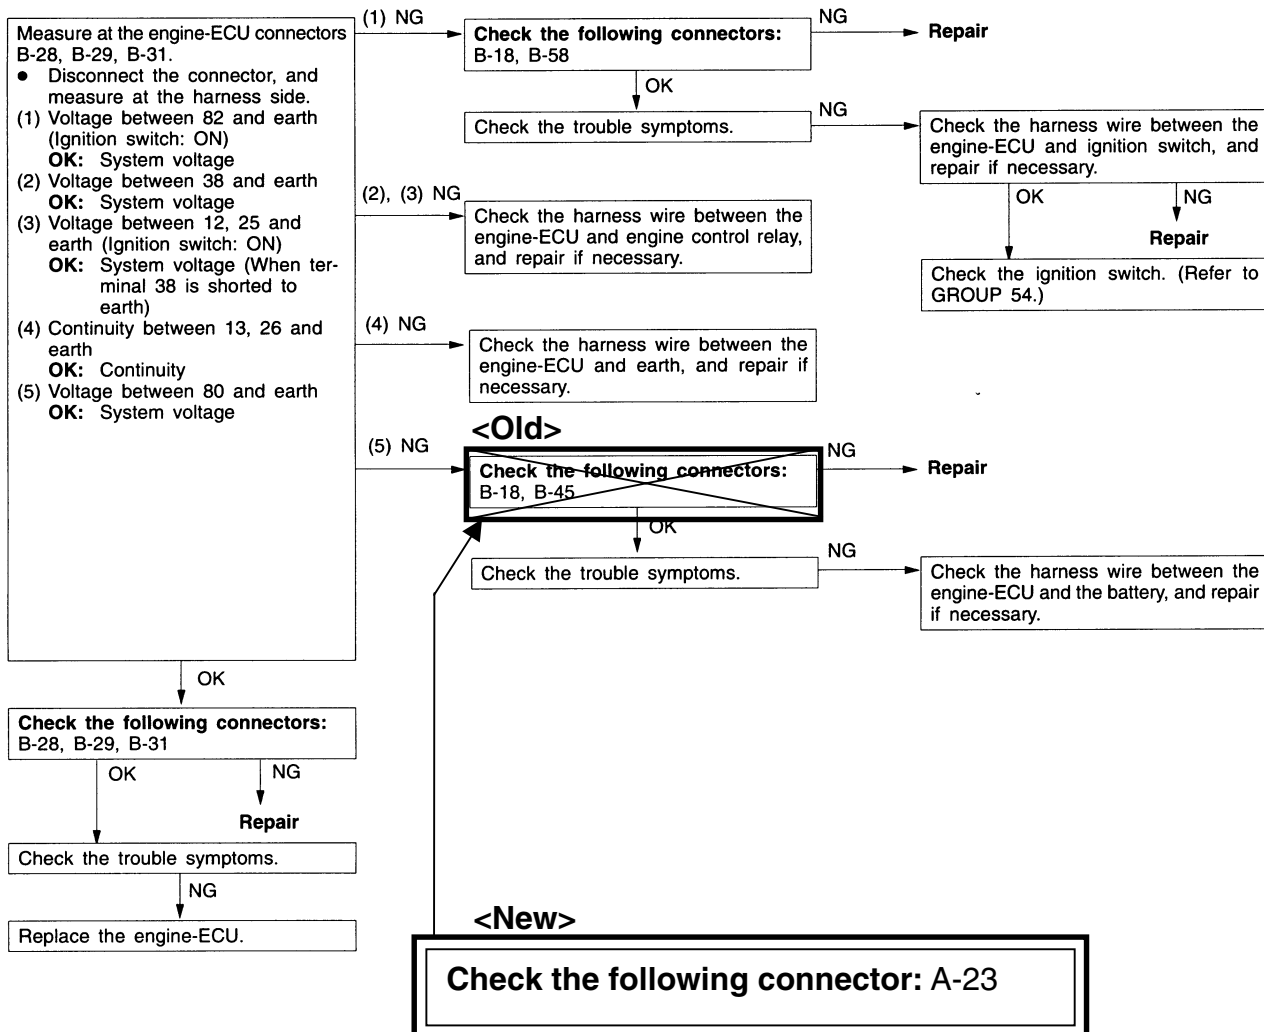 Measure at the engine-ECU connectors
B-28, B-29, B-31.
● Disconnect the connector, and
measure at the harness side.
(1) Voltage between 82 and earth
(Ignition switch: ON)
OK: System voltage
(2) Voltage between 38 and earth
OK: System voltage
(3) Voltage between 12, 25 and
earth (Ignition switch: ON)
OK: System voltage (When ter-
minal 38 is shorted to
earth)
(4) Continuity between 13, 26 and
earth
OK: Continuity
(5) Voltage between 80 and earth
OK: System voltage
(1) NG
Check the following connectors:
B-18, B-58
NG
Repair
OK
Check the trouble symptoms.
NG
Check the harness wire between the
engine-ECU and ignition switch, and
repair if necessary.
OK
NG
Repair
Check the ignition switch. (Refer to
GROUP 54.)
(2), (3) NG
Check the harness wire between the
engine-ECU and engine control relay,
and repair if necessary.
(4) NG
Check the harness wire between the
engine-ECU and earth, and repair if
necessary.
<Old>
(5) NG
Check the following connectors:
B-18, B-45
NG
Repair
OK
Check the trouble symptoms.
NG
Check the harness wire between the
engine-ECU and the battery, and repair
if necessary.
OK
Check the following connectors:
B-28, B-29, B-31
OK
NG
Repair
Check the trouble symptoms.
NG
Replace the engine-ECU.
<New>
Check the following connector: A-23